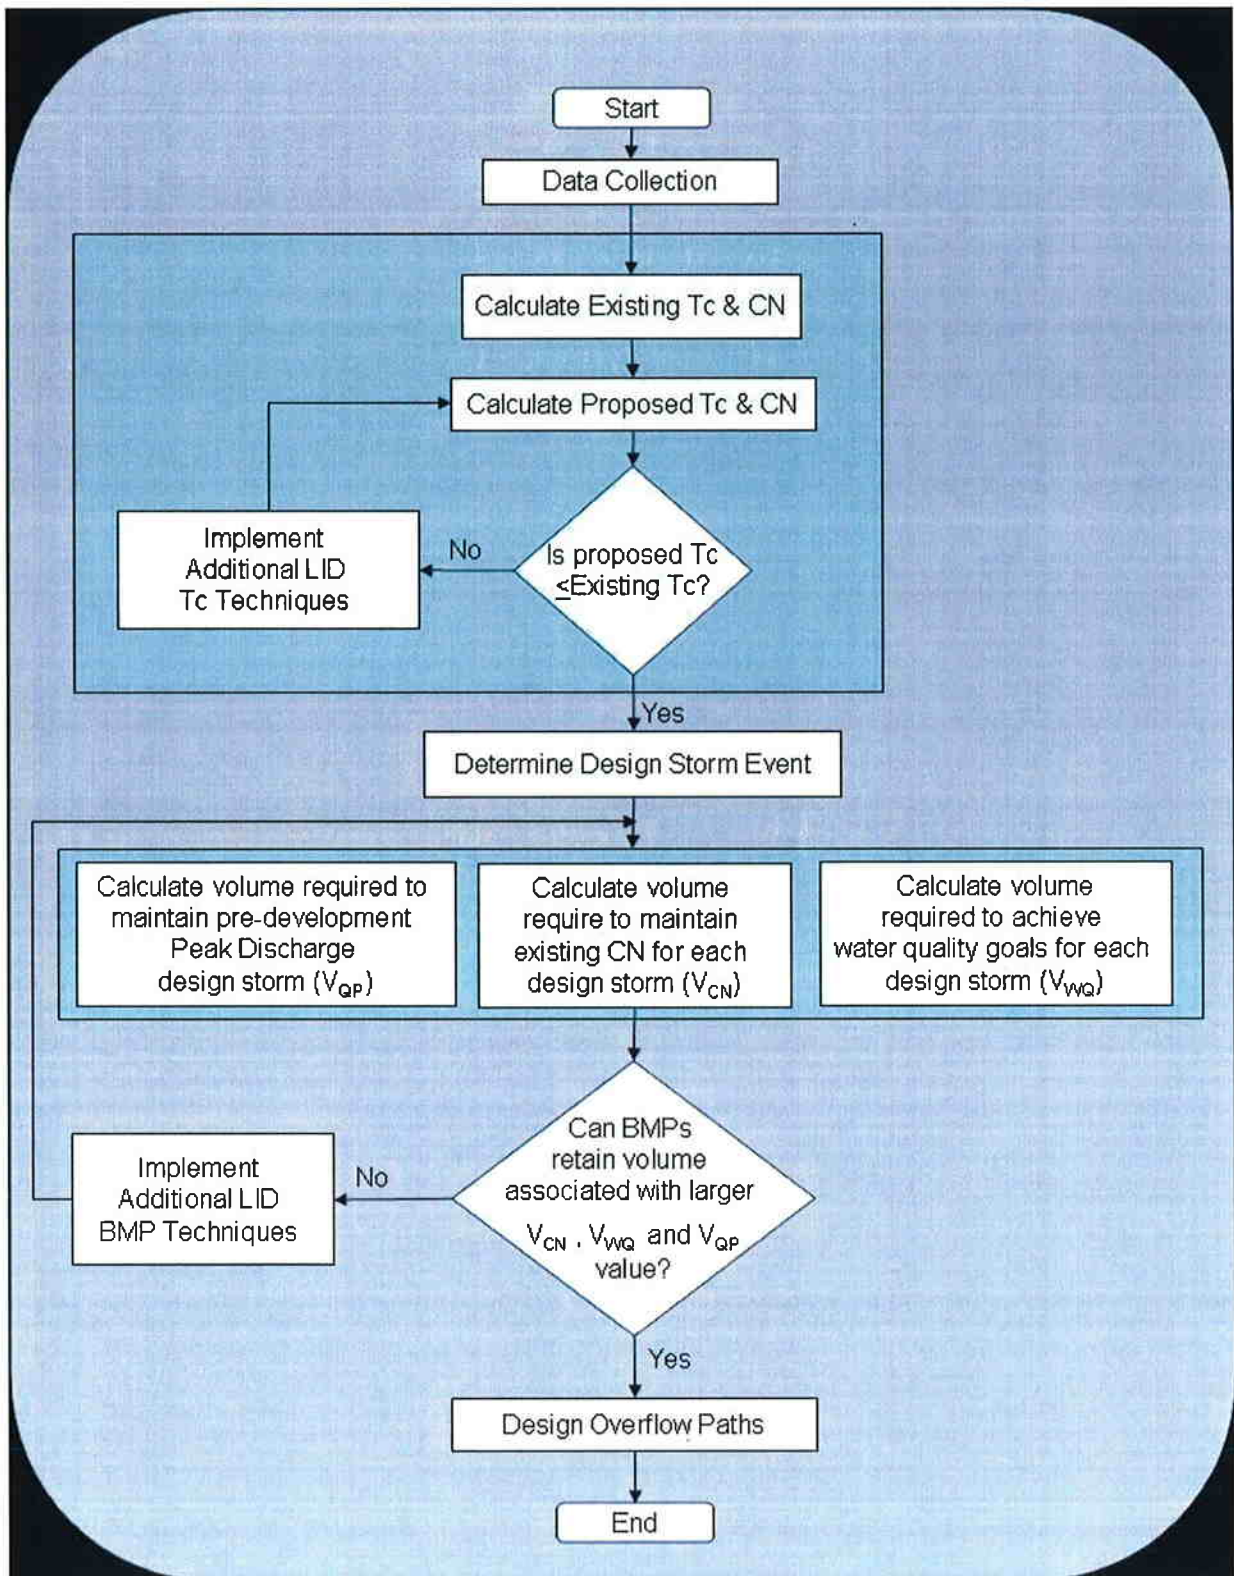 Start
Data Collection
Calculate Existing Tc & CN
Calculate Proposed Tc & CN
Implement
Additional LID
Tc Techniques
No
Is proposed Tc
≤Existing Tc?
Yes
Determine Design Storm Event
Calculate volume required to
maintain pre-development
Peak Discharge
design storm (VQP)
Calculate volume
require to maintain
existing CN for each
design storm (VCN)
Calculate volume
required to achieve
water quality goals for each
design storm (VWQ)
Implement
Additional LID
BMP Techniques
No
Can BMPs
retain volume
associated with larger
VCN , VWQ and VQP
value?
Yes
Design Overflow Paths
End